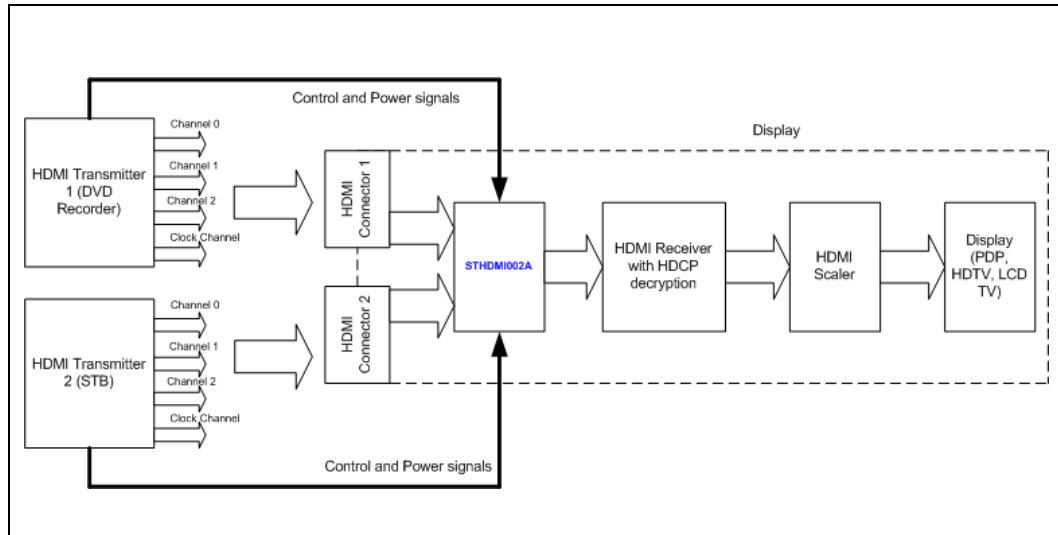 Control and Power signals
Display
HDMI Transmitter
1 (DVD
Recorder)
Channel 0
Channel 1
Channel 2
Clock Channel
HDMI
Connector 1
STHDMI002A
HDMI Receiver
with HDCP
decryption
HDMI
Scaler
Display
(PDP,
HDTV, LCD
TV)
HDMI Transmitter
2 (STB)
Channel 0
Channel 1
Channel 2
Clock Channel
HDMI
Connector 2
Control and Power signals